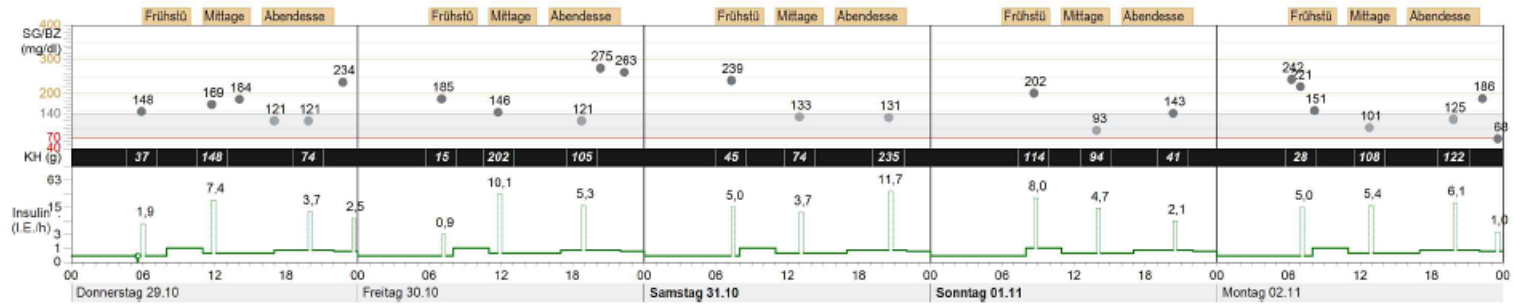 Frühstü Mittage Abendesse Frühstü Mittage Abendesse Frühstü Mittage Abendesse Frühstü Mittage Abendesse Frühstü Mittage Abendesse
400
SG/BZ
(mg/dl)
300
200
140
70
40
148 169 184 121 121 234 185 146 121 275 263 239 133 131 202 93 143 242 221 151 101 125 186 68
KH (g) 37 148 74 15 202 105 45 74 235 114 94 41 28 108 122
63
15
Insulin
(I.E./h)
3
1
0
1,9 7,4 3,7 2,5 0,9 10,1 5,3 5,0 3,7 11,7 8,0 4,7 2,1 5,0 5,4 6,1 1,0
00 06 12 18 00 06 12 18 00 06 12 18 00 06 12 18 00 06 12 18 00
Donnerstag 29.10 Freitag 30.10 Samstag 31.10 Sonntag 01.11 Montag 02.11